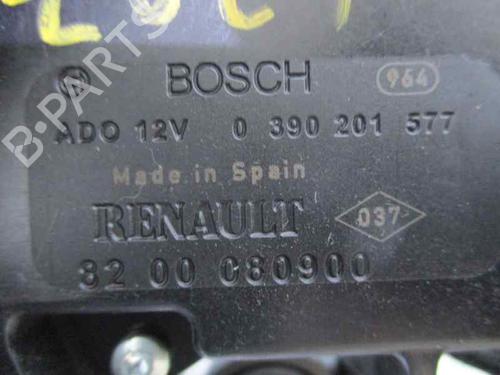 BOSCH 964
ADO 12V 0 390 201 577
Made in Spain
RENAULT 037
82 00 080900
B-PARTS